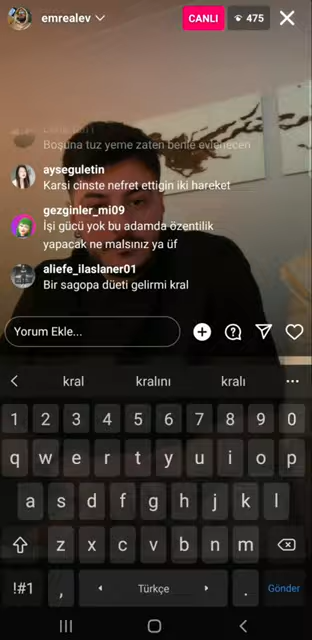 emrealev
CANLI
475
Boşuna tuz yeme zaten benle evlenecen
ayseguletin
Karsi cinste nefret ettigin iki hareket
gezginler_mi09
İşi gücü yok bu adamda özentilik
yapacak ne malsınız ya üf
aliefe_ilaslaner01
Bir sagopa düeti gelirmi kral
Yorum Ekle...
kral kralını kralı
1 2 3 4 5 6 7 8 9 0
q w e r t y u i o p
a s d f g h j k l
z x c v b n m
!#1 , Türkçe . Gönder